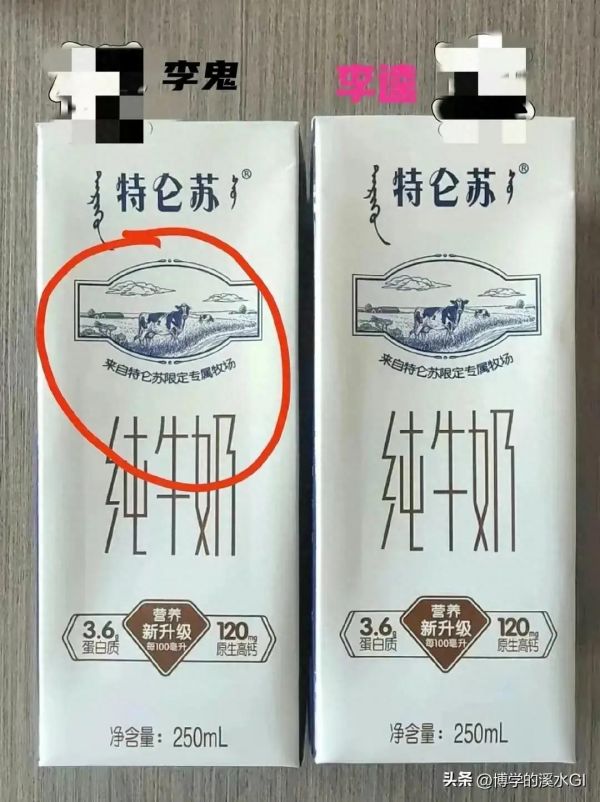 李鬼
李逵
特仑苏®
来自特仑苏限定专属牧场
纯牛奶
3.6g
蛋白质
营养
新升级
每100毫升
120mg
原生高钙
净含量：250mL
特仑苏®
来自特仑苏限定专属牧场
纯牛奶
3.6g
蛋白质
营养
新升级
每100毫升
120mg
原生高钙
净含量：250mL
头条 @博学的溪水GI